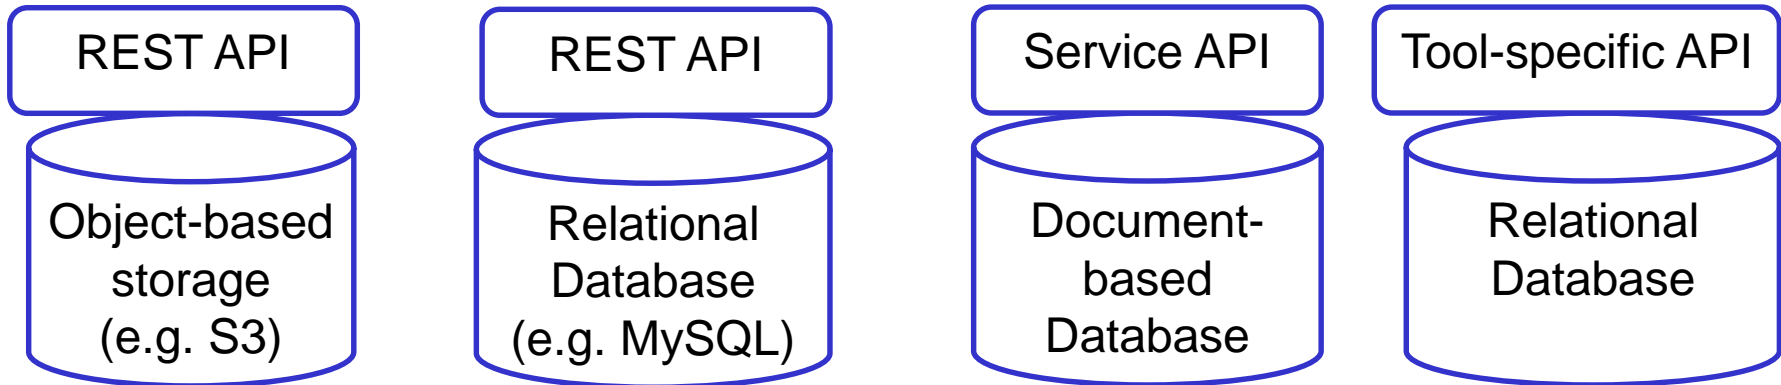 REST API
REST API
Service API
Tool-specific API
Object-based
storage
(e.g. S3)
Relational
Database
(e.g. MySQL)
Document-
based
Database
Relational
Database